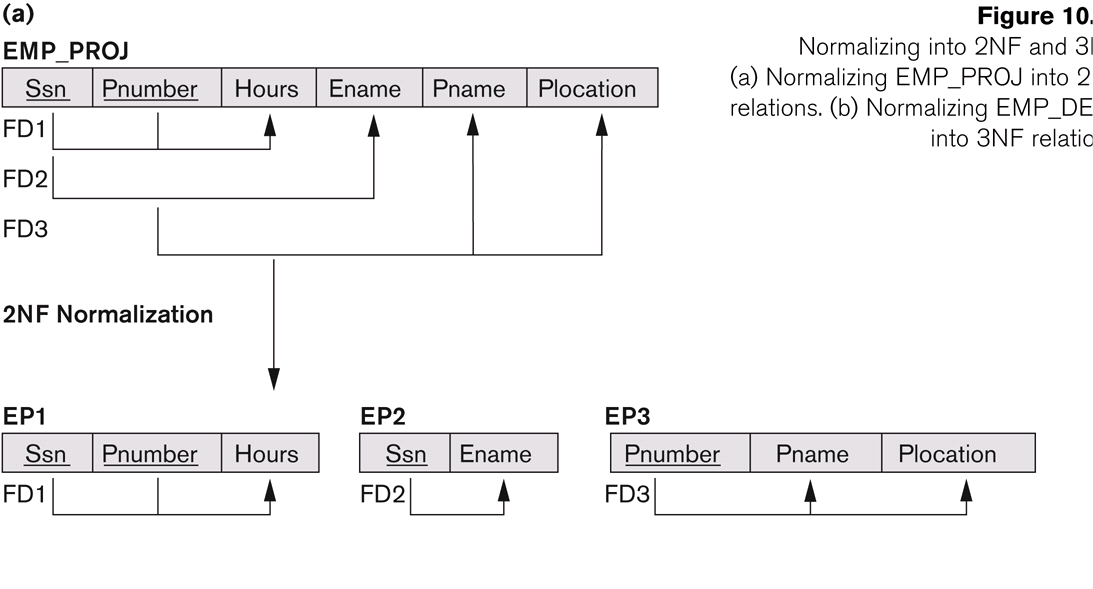 (a)
Figure 10.
Normalizing into 2NF and 3
(a) Normalizing EMP_PROJ into 2
relations. (b) Normalizing EMP_DE
into 3NF relatio
EMP_PROJ
Ssn Pnumber Hours Ename Pname Plocation
FD1
FD2
FD3
2NF Normalization
EP1
Ssn Pnumber Hours
FD1
EP2
Ssn Ename
FD2
EP3
Pnumber Pname Plocation
FD3